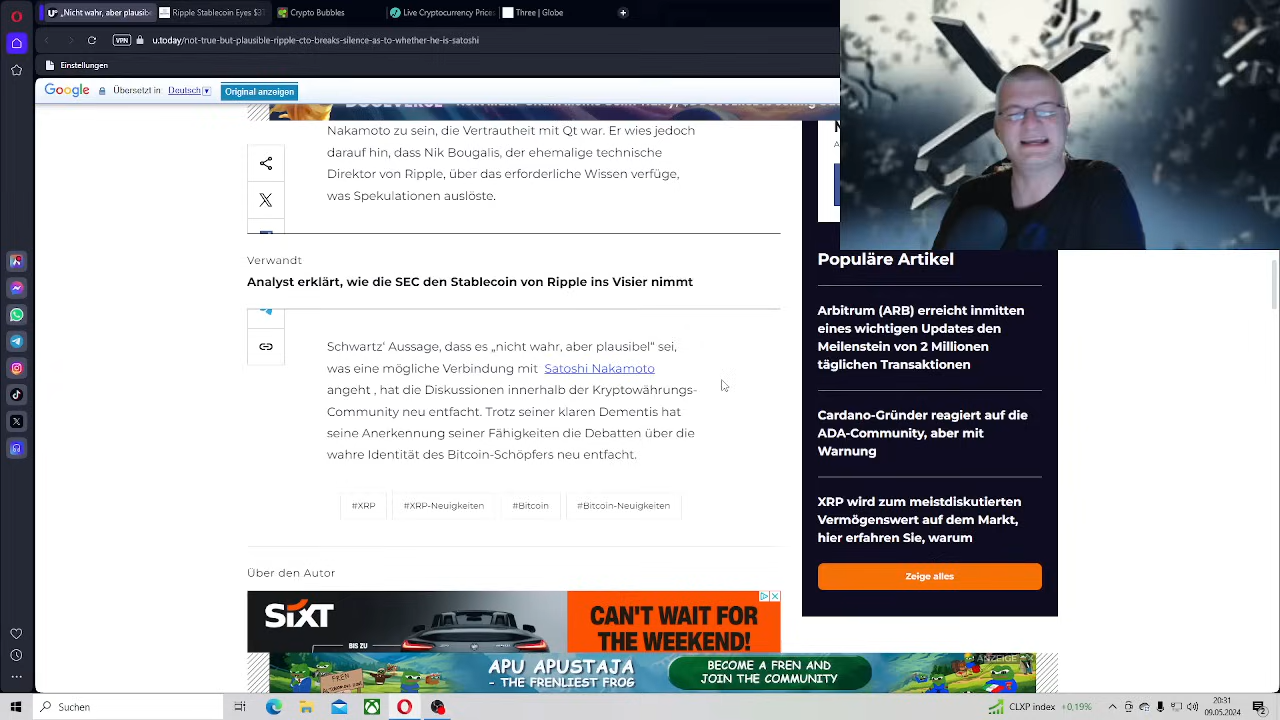 „Nicht wahr, aber plausibe
Ripple Stablecoin Eyes $91
Crypto Bubbles
Live Cryptocurrency Price
Three | Globe
VPN
u.today/not-true-but-plausible-ripple-cto-breaks-silence-as-to-whether-he-is-satoshi
Einstellungen
Google
Übersetzt in: Deutsch
Original anzeigen
Nakamoto zu sein, die Vertrautheit mit Qt war. Er wies jedoch
darauf hin, dass Nik Bougalis, der ehemalige technische
Direktor von Ripple, über das erforderliche Wissen verfüge,
was Spekulationen auslöste.
Verwandt
Analyst erklärt, wie die SEC den Stablecoin von Ripple ins Visier nimmt
Schwartz‘ Aussage, dass es „nicht wahr, aber plausibel“ sei,
was eine mögliche Verbindung mit Satoshi Nakamoto
angeht , hat die Diskussionen innerhalb der Kryptowährungs-
Community neu entfacht. Trotz seiner klaren Dementis hat
seine Anerkennung seiner Fähigkeiten die Debatten über die
wahre Identität des Bitcoin-Schöpfers neu entfacht.
#XRP
#XRP-Neuigkeiten
#Bitcoin
#Bitcoin-Neuigkeiten
Über den Autor
SIXT
BIS ZU
CAN'T WAIT FOR
THE WEEKEND!
Populäre Artikel
Arbitrum (ARB) erreicht inmitten
eines wichtigen Updates den
Meilenstein von 2 Millionen
täglichen Transaktionen
Cardano-Gründer reagiert auf die
ADA-Community, aber mit
Warnung
XRP wird zum meistdiskutierten
Vermögenswert auf dem Markt,
hier erfahren Sie, warum
Zeige alles
APU APUSTAJA
- THE FRENLIEST FROG
BECOME A FREN AND
JOIN THE COMMUNITY
ANZEIGE
Suchen
CLXP index
+0,19%
20:31
09.05.2024